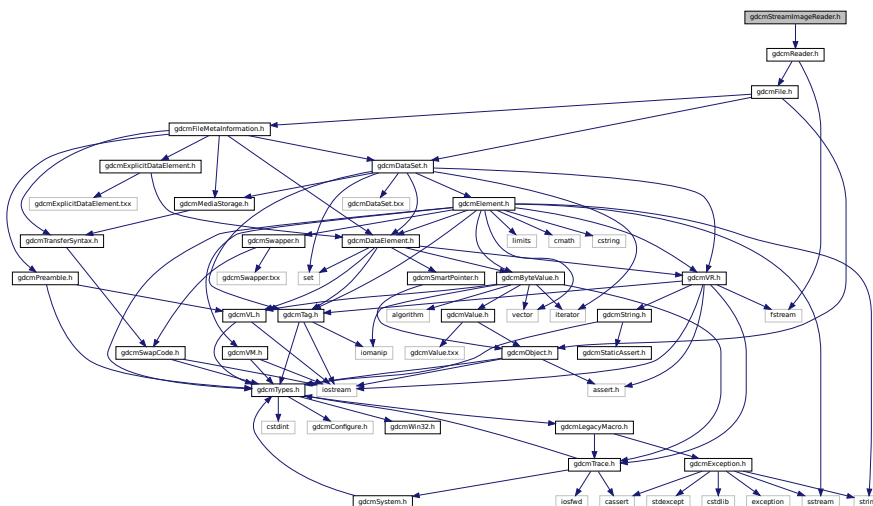 gdcmStreamImageReader.h
gdcmReader.h
gdcmFile.h
gdcmFileMetaInformation.h
gdcmExplicitDataElement.h
gdcmDataSet.h
gdcmExplicitDataElement.txx
gdcmMediaStorage.h
gdcmDataSet.txx
gdcmElement.h
gdcmTransferSyntax.h
gdcmSwapper.h
gdcmDataElement.h
limits
cmath
cstring
gdcmPreamble.h
gdcmSwapper.txx
set
gdcmSmartPointer.h
gdcmByteValue.h
gdcmVR.h
gdcmVL.h
gdcmTag.h
algorithm
gdcmValue.h
vector
iterator
gdcmString.h
fstream
gdcmSwapCode.h
gdcmVM.h
iomanip
gdcmValue.txx
gdcmObject.h
gdcmStaticAssert.h
gdcmTypes.h
iostream
assert.h
cstdint
gdcmConfigure.h
gdcmWin32.h
gdcmLegacyMacro.h
gdcmTrace.h
gdcmException.h
gdcmSystem.h
iosfwd
cassert
stdexcept
cstdlib
exception
sstream
strin